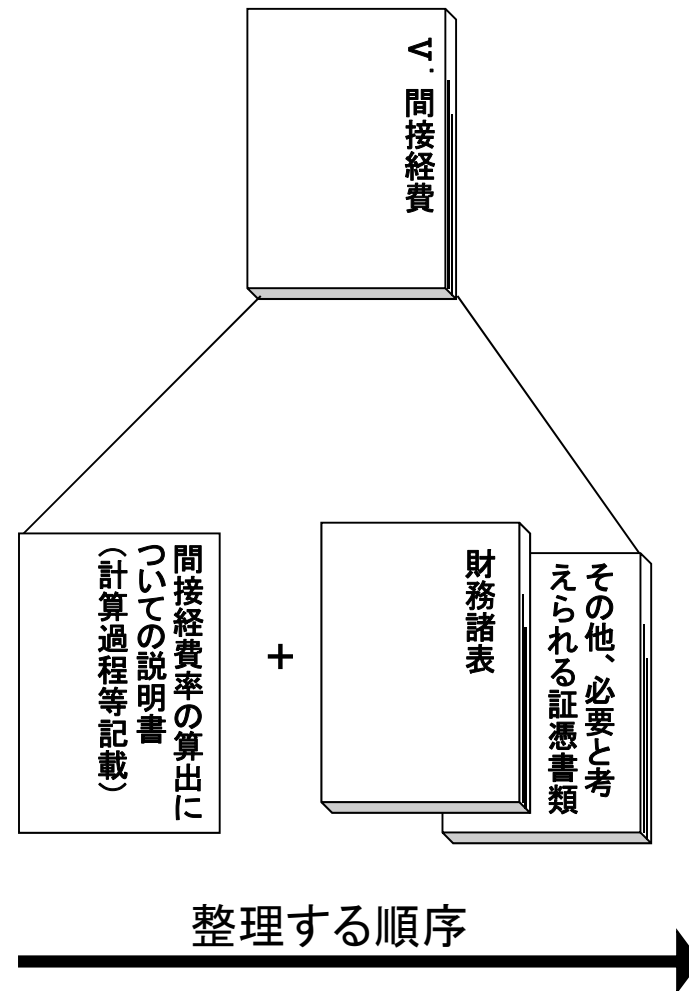 Ⅴ．間接経費
間接経費率の算出に
ついての説明書
（計算過程等記載）
＋
財務諸表
その他、必要と考
えられる証憑書類
整理する順序